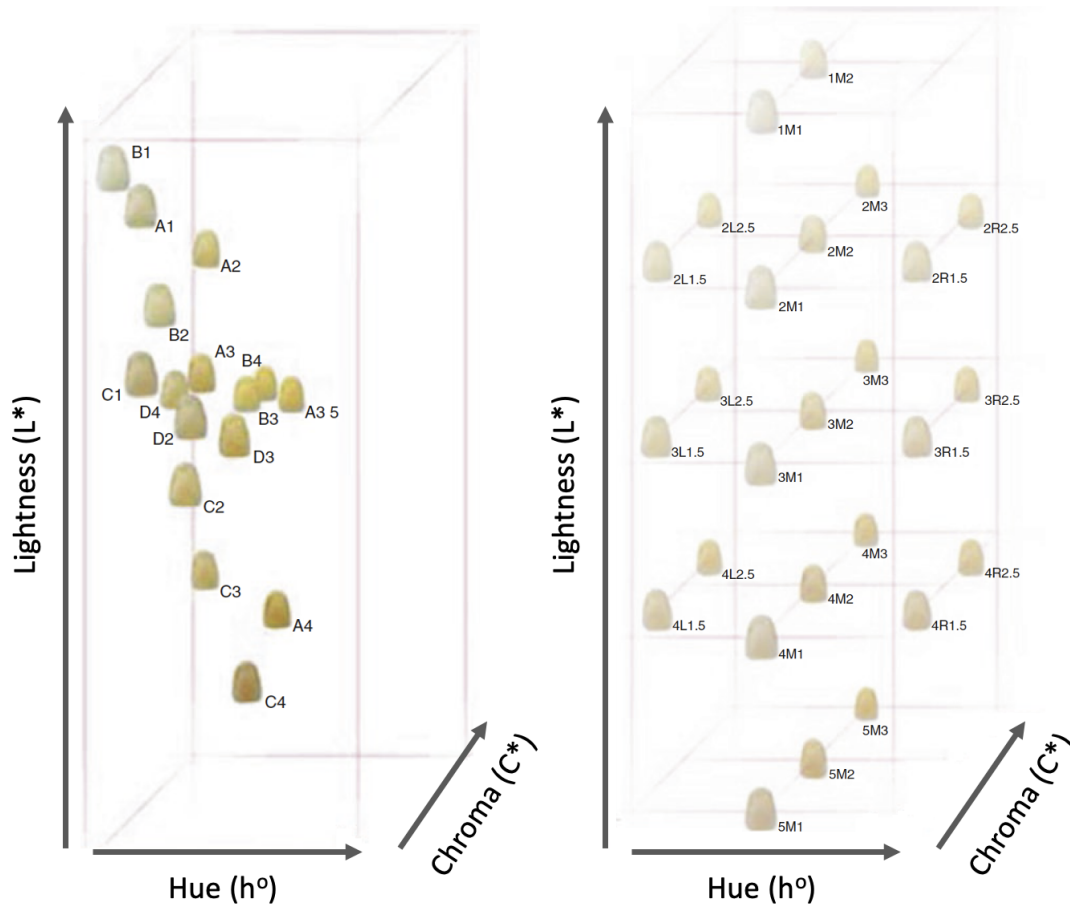 B1
A1
A2
B2
A3
B4
C1
D4
B3
A3 5
D2
D3
C2
C3
A4
C4
Lightness (L*)
Hue (hº)
Chroma (C*)
1M2
1M1
2M3
2L2.5
2R2.5
2M2
2L1.5
2R1.5
2M1
3M3
3L2.5
3R2.5
3M2
3L1.5
3R1.5
3M1
4M3
4L2.5
4R2.5
4M2
4L1.5
4R1.5
4M1
5M3
5M2
5M1
Lightness (L*)
Hue (hº)
Chroma (C*)